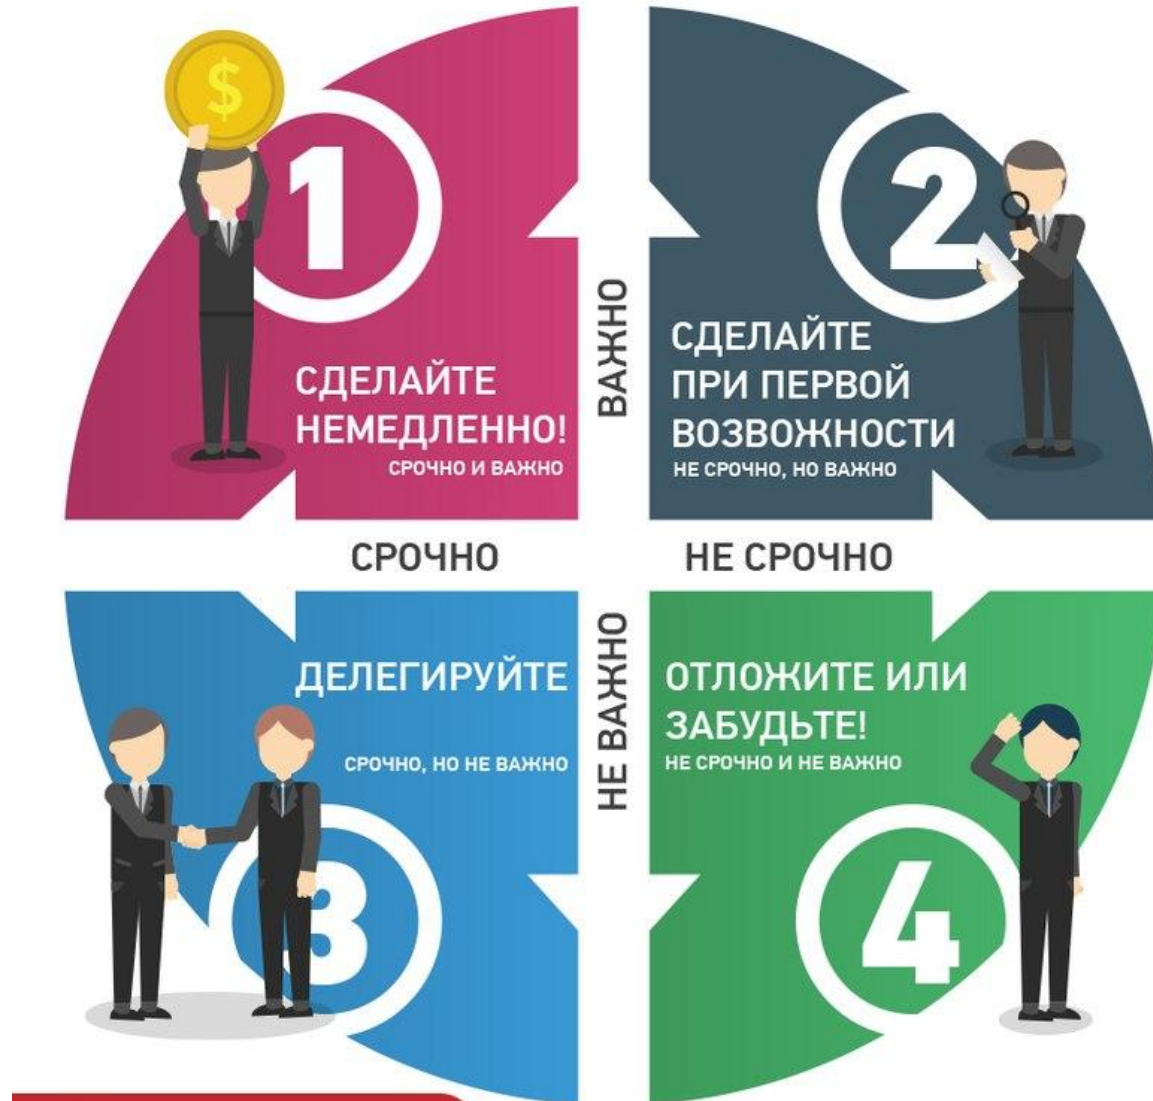 $
1
СДЕЛАЙТЕ
НЕМЕДЛЕННО!
СРОЧНО И ВАЖНО
ВАЖНО
2
СДЕЛАЙТЕ
ПРИ ПЕРВОЙ
ВОЗВОЖНОСТИ
НЕ СРОЧНО, НО ВАЖНО
СРОЧНО
НЕ СРОЧНО
ДЕЛЕГИРУЙТЕ
СРОЧНО, НО НЕ ВАЖНО
3
НЕ ВАЖНО
ОТЛОЖИТЕ ИЛИ
ЗАБУДЬТЕ!
НЕ СРОЧНО И НЕ ВАЖНО
4